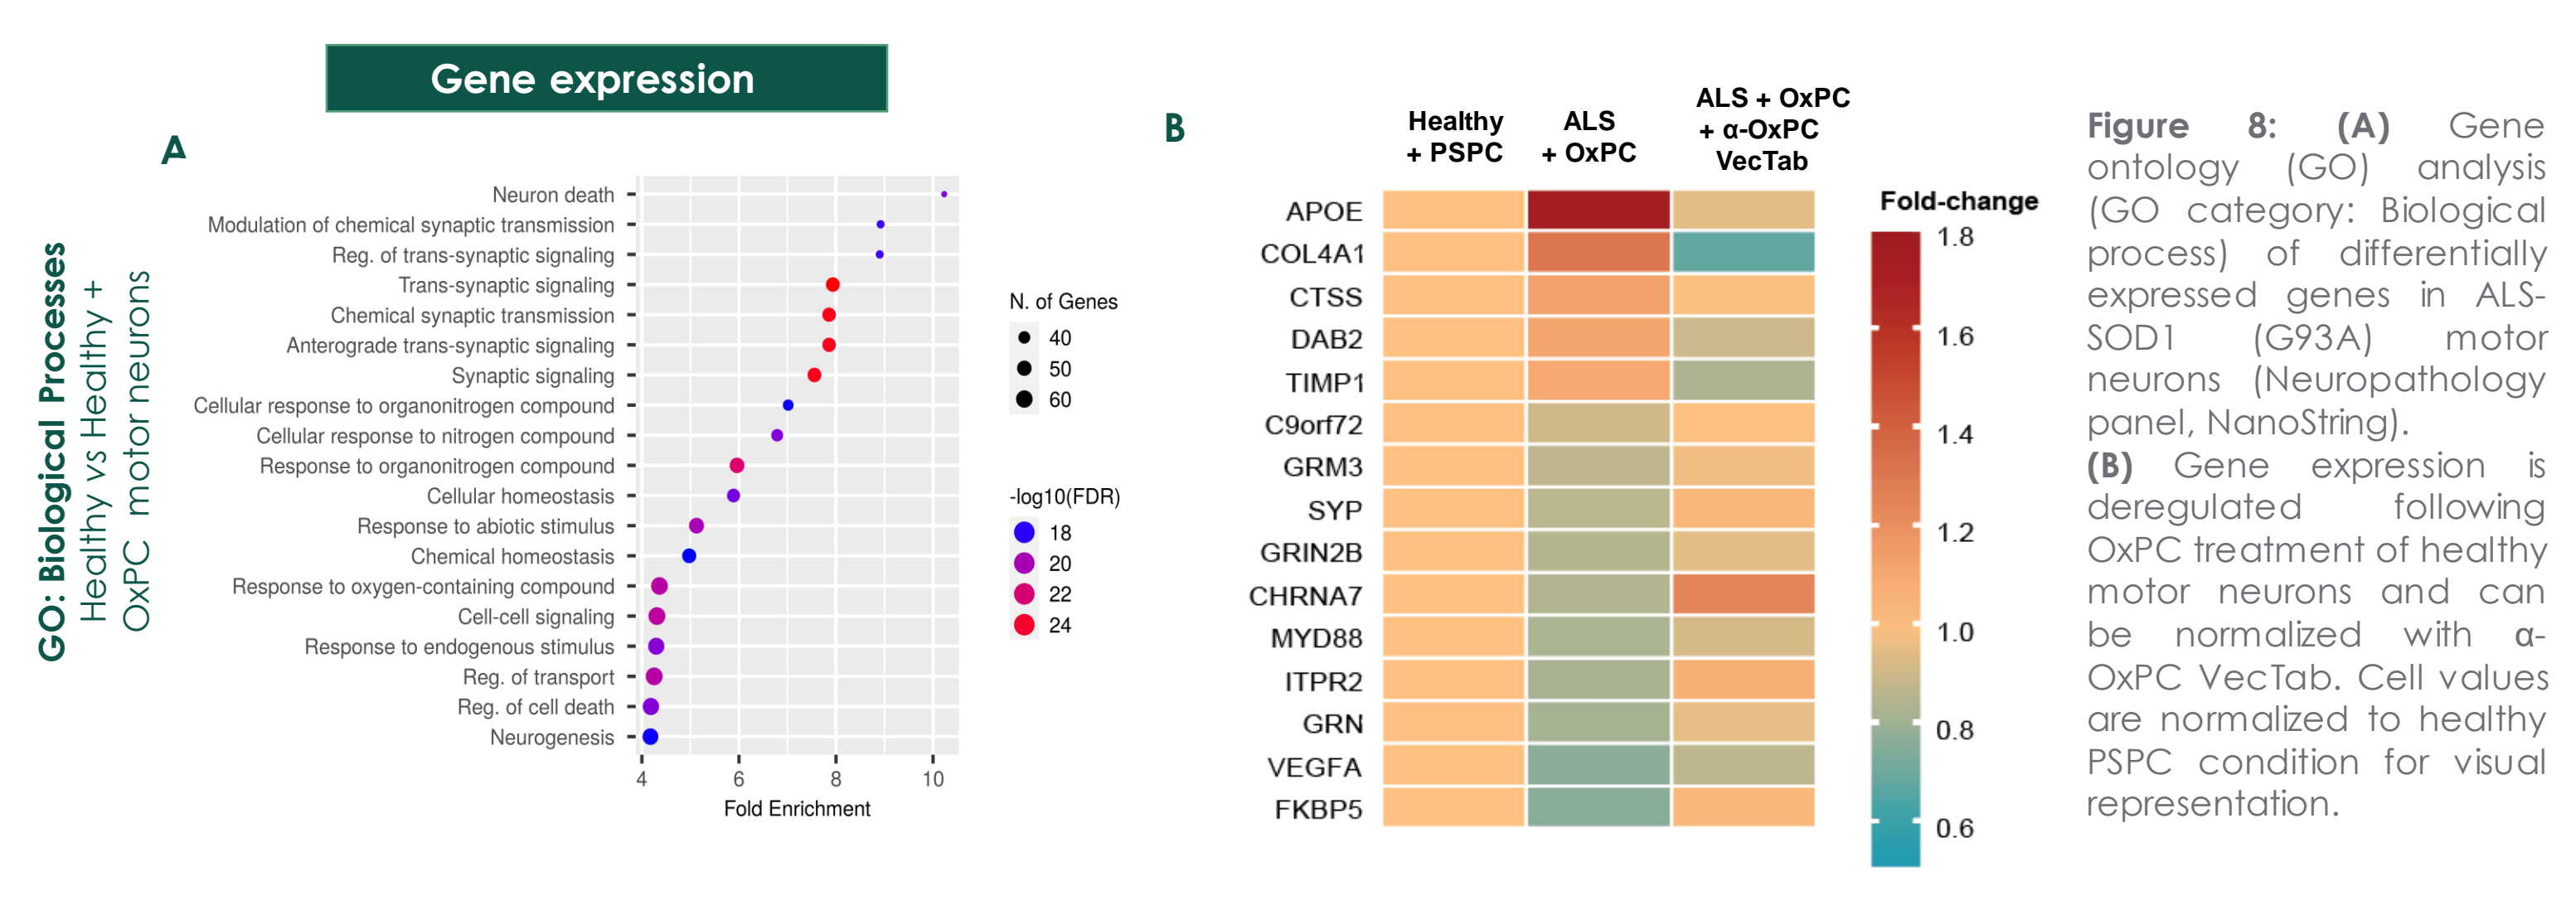 Gene expression
A
GO: Biological Processes
Healthy vs Healthy +
OxPC motor neurons
Neuron death
Modulation of chemical synaptic transmission
Reg. of trans-synaptic signaling
Trans-synaptic signaling
Chemical synaptic transmission
Anterograde trans-synaptic signaling
Synaptic signaling
Cellular response to organonitrogen compound
Cellular response to nitrogen compound
Response to organonitrogen compound
Cellular homeostasis
Response to abiotic stimulus
Chemical homeostasis
Response to oxygen-containing compound
Cell-cell signaling
Response to endogenous stimulus
Reg. of transport
Reg. of cell death
Neurogenesis
4 6 8 10
Fold Enrichment
N. of Genes
40
50
60
-log10(FDR)
18
20
22
24
B
Healthy
+ PSPC
ALS
+ OxPC
ALS + OxPC
+ α-OxPC
VecTab
APOE
COL4A1
CTSS
DAB2
TIMP1
C9orf72
GRM3
SYP
GRIN2B
CHRNA7
MYD88
ITPR2
GRN
VEGFA
FKBP5
Fold-change
1.8
1.6
1.4
1.2
1.0
0.8
0.6
Figure 8: (A) Gene
ontology (GO) analysis
(GO category: Biological
process) of differentially
expressed genes in ALS-
SOD1 (G93A) motor
neurons (Neuropathology
panel, NanoString).
(B) Gene expression is
deregulated following
OxPC treatment of healthy
motor neurons and can
be normalized with α-
OxPC VecTab. Cell values
are normalized to healthy
PSPC condition for visual
representation.